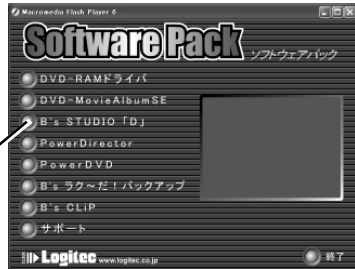 Macromedia Flash Player 6
Software Pack ソフトウェアパック
DVD-RAMドライバ
DVD-MovieAlbumSE
B's STUDIO「D」
PowerDirector
PowerDVD
B's ラク～だ！バックアップ
B's CLiP
サポート
Logitec www.logitec.co.jp
終了